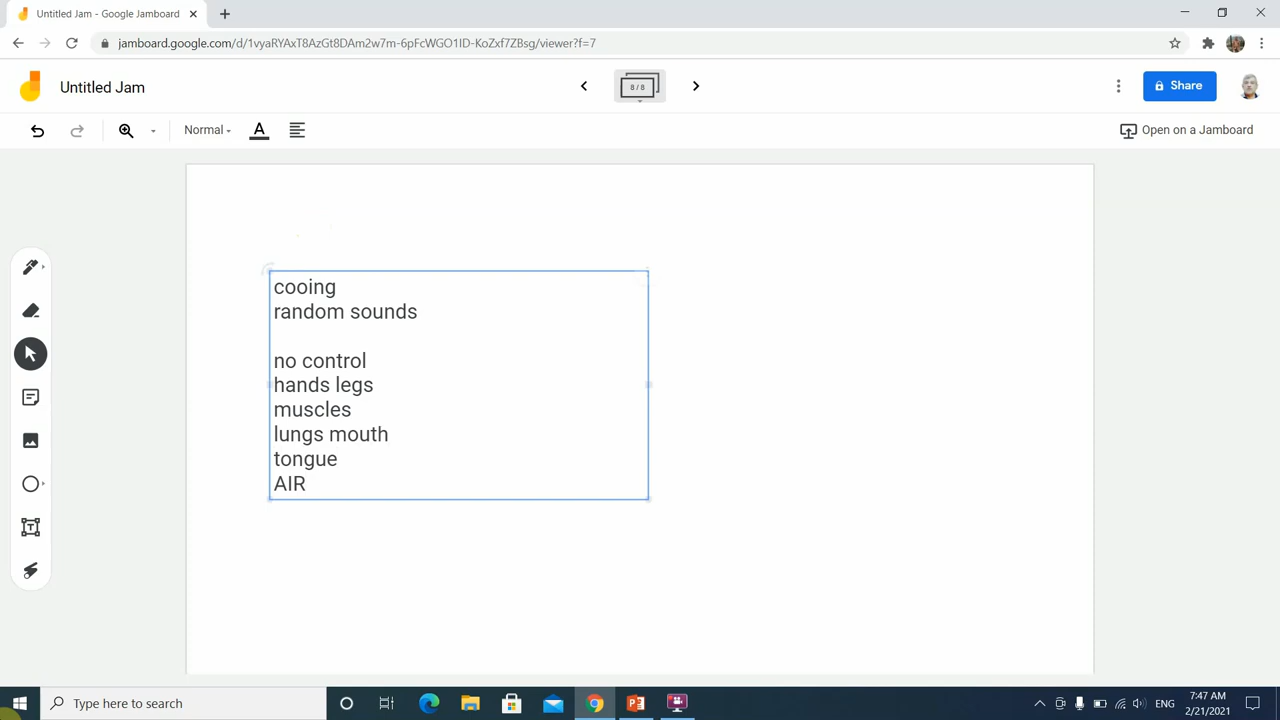 Untitled Jam - Google Jamboard
jamboard.google.com/d/1vyaRYAxT8AzGt8DAm2w7m-6pFcWGO1ID-KoZxf7ZBsg/viewer?f=7
Untitled Jam
8 / 8
Share
Normal
A
Open on a Jamboard
cooing
random sounds
no control
hands legs
muscles
lungs mouth
tongue
AIR
Type here to search
ENG
7:47 AM
2/21/2021